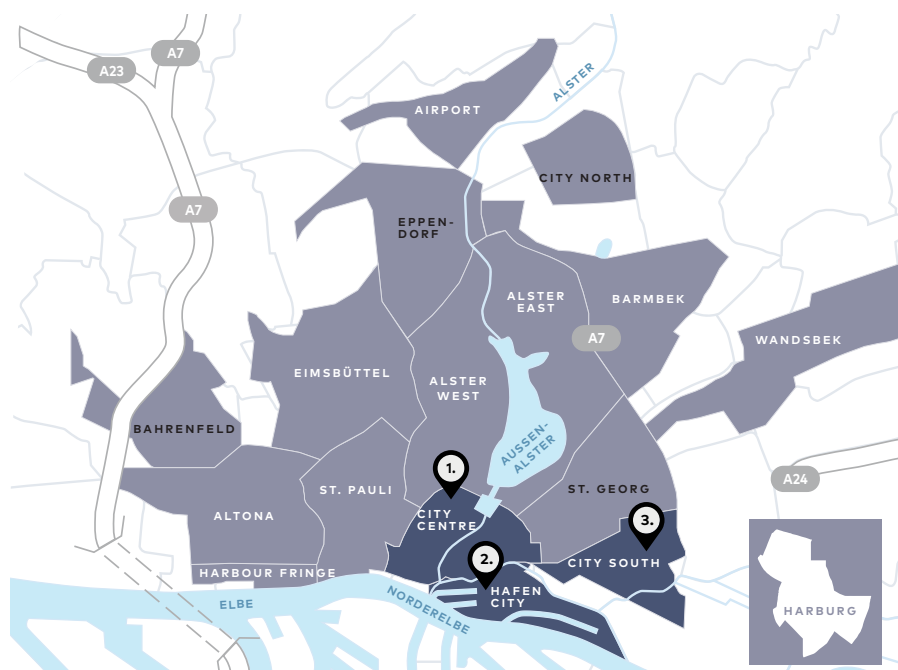 A7
A23
ALSTER
AIRPORT
CITY NORTH
A7
EPPEN-
DORF
ALSTER
EAST
BARMBEK
A7
WANDSBEK
EIMSBÜTTEL
ALSTER
WEST
BAHRENFELD
AUSSEN-
ALSTER
1.
ST. PAULI
ST. GEORG
A24
ALTONA
CITY
CENTRE
3.
2.
CITY SOUTH
HARBOUR FRINGE
HAFEN
CITY
ELBE
NORDERELBE
HARBURG